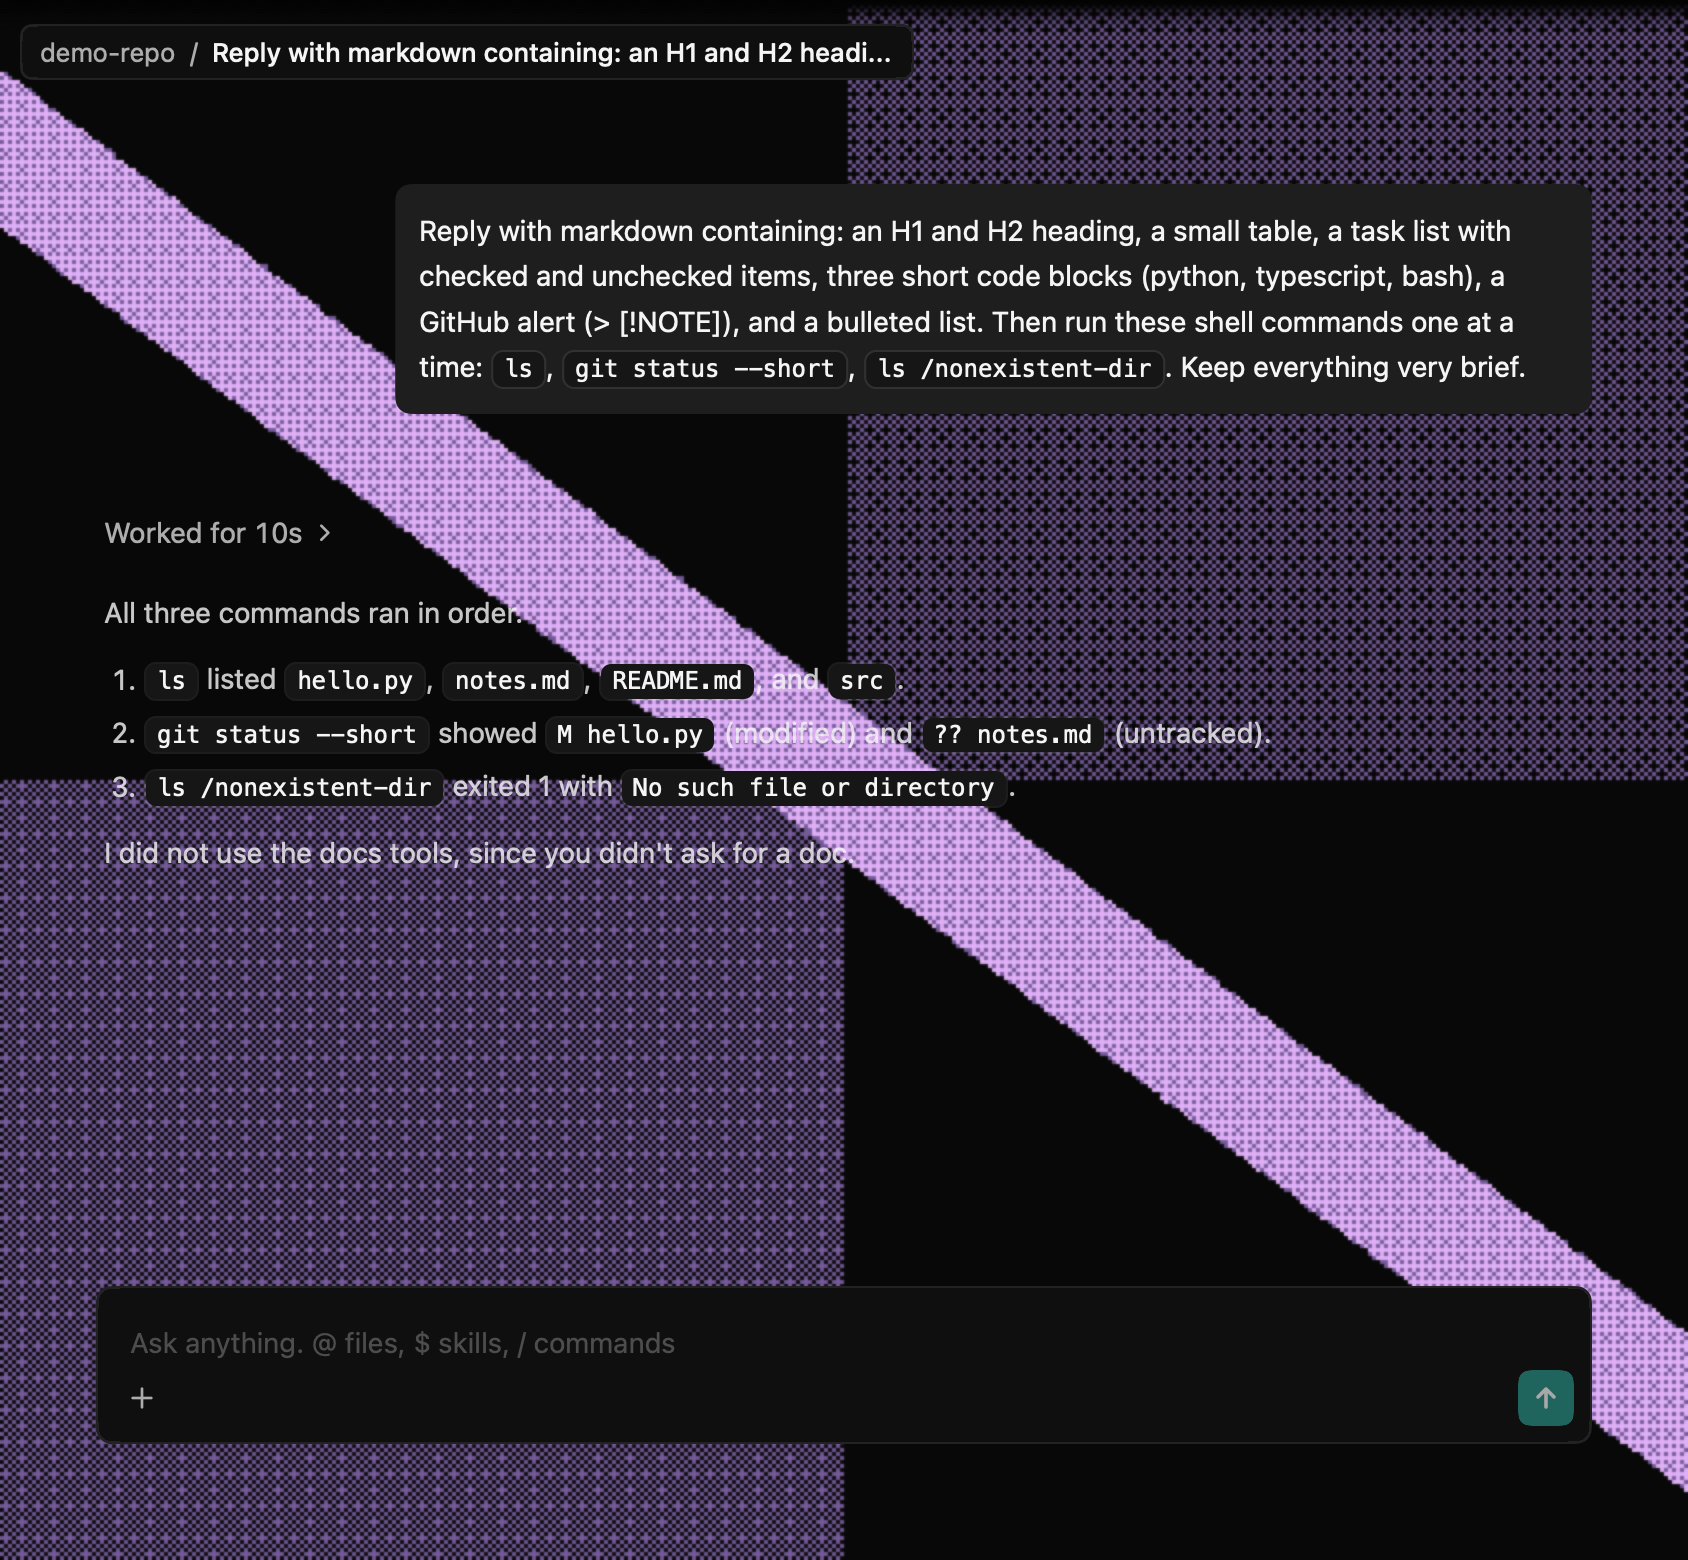 demo-repo / Reply with markdown containing: an H1 and H2 headi...
Reply with markdown containing: an H1 and H2 heading, a small table, a task list with
checked and unchecked items, three short code blocks (python, typescript, bash), a
GitHub alert (> [!NOTE]), and a bulleted list. Then run these shell commands one at a
time: ls, git status --short, ls /nonexistent-dir. Keep everything very brief.
Worked for 10s >
All three commands ran in order.
1. ls listed hello.py, notes.md, README.md, and src.
2. git status --short showed M hello.py (modified) and ?? notes.md (untracked).
3. ls /nonexistent-dir exited 1 with No such file or directory.
I did not use the docs tools, since you didn't ask for a doc.
Ask anything. @ files, $ skills, / commands